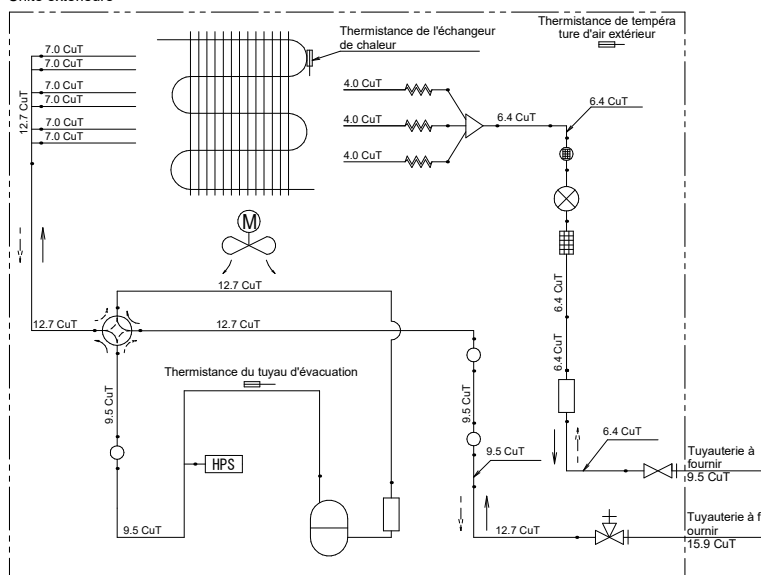 Thermistance de tempéra
ture d'air extérieur
Thermistance de l'échangeur
de chaleur
7.0 CuT
7.0 CuT
7.0 CuT
7.0 CuT
7.0 CuT
7.0 CuT
12.7 CuT
4.0 CuT
4.0 CuT
4.0 CuT
6.4 CuT
6.4 CuT
M
12.7 CuT
12.7 CuT
12.7 CuT
6.4 CuT
6.4 CuT
Thermistance du tuyau d'évacuation
9.5 CuT
9.5 CuT
HPS
9.5 CuT
6.4 CuT
9.5 CuT
12.7 CuT
Tuyauterie à
fournir
9.5 CuT
Tuyauterie à f
ournir
15.9 CuT